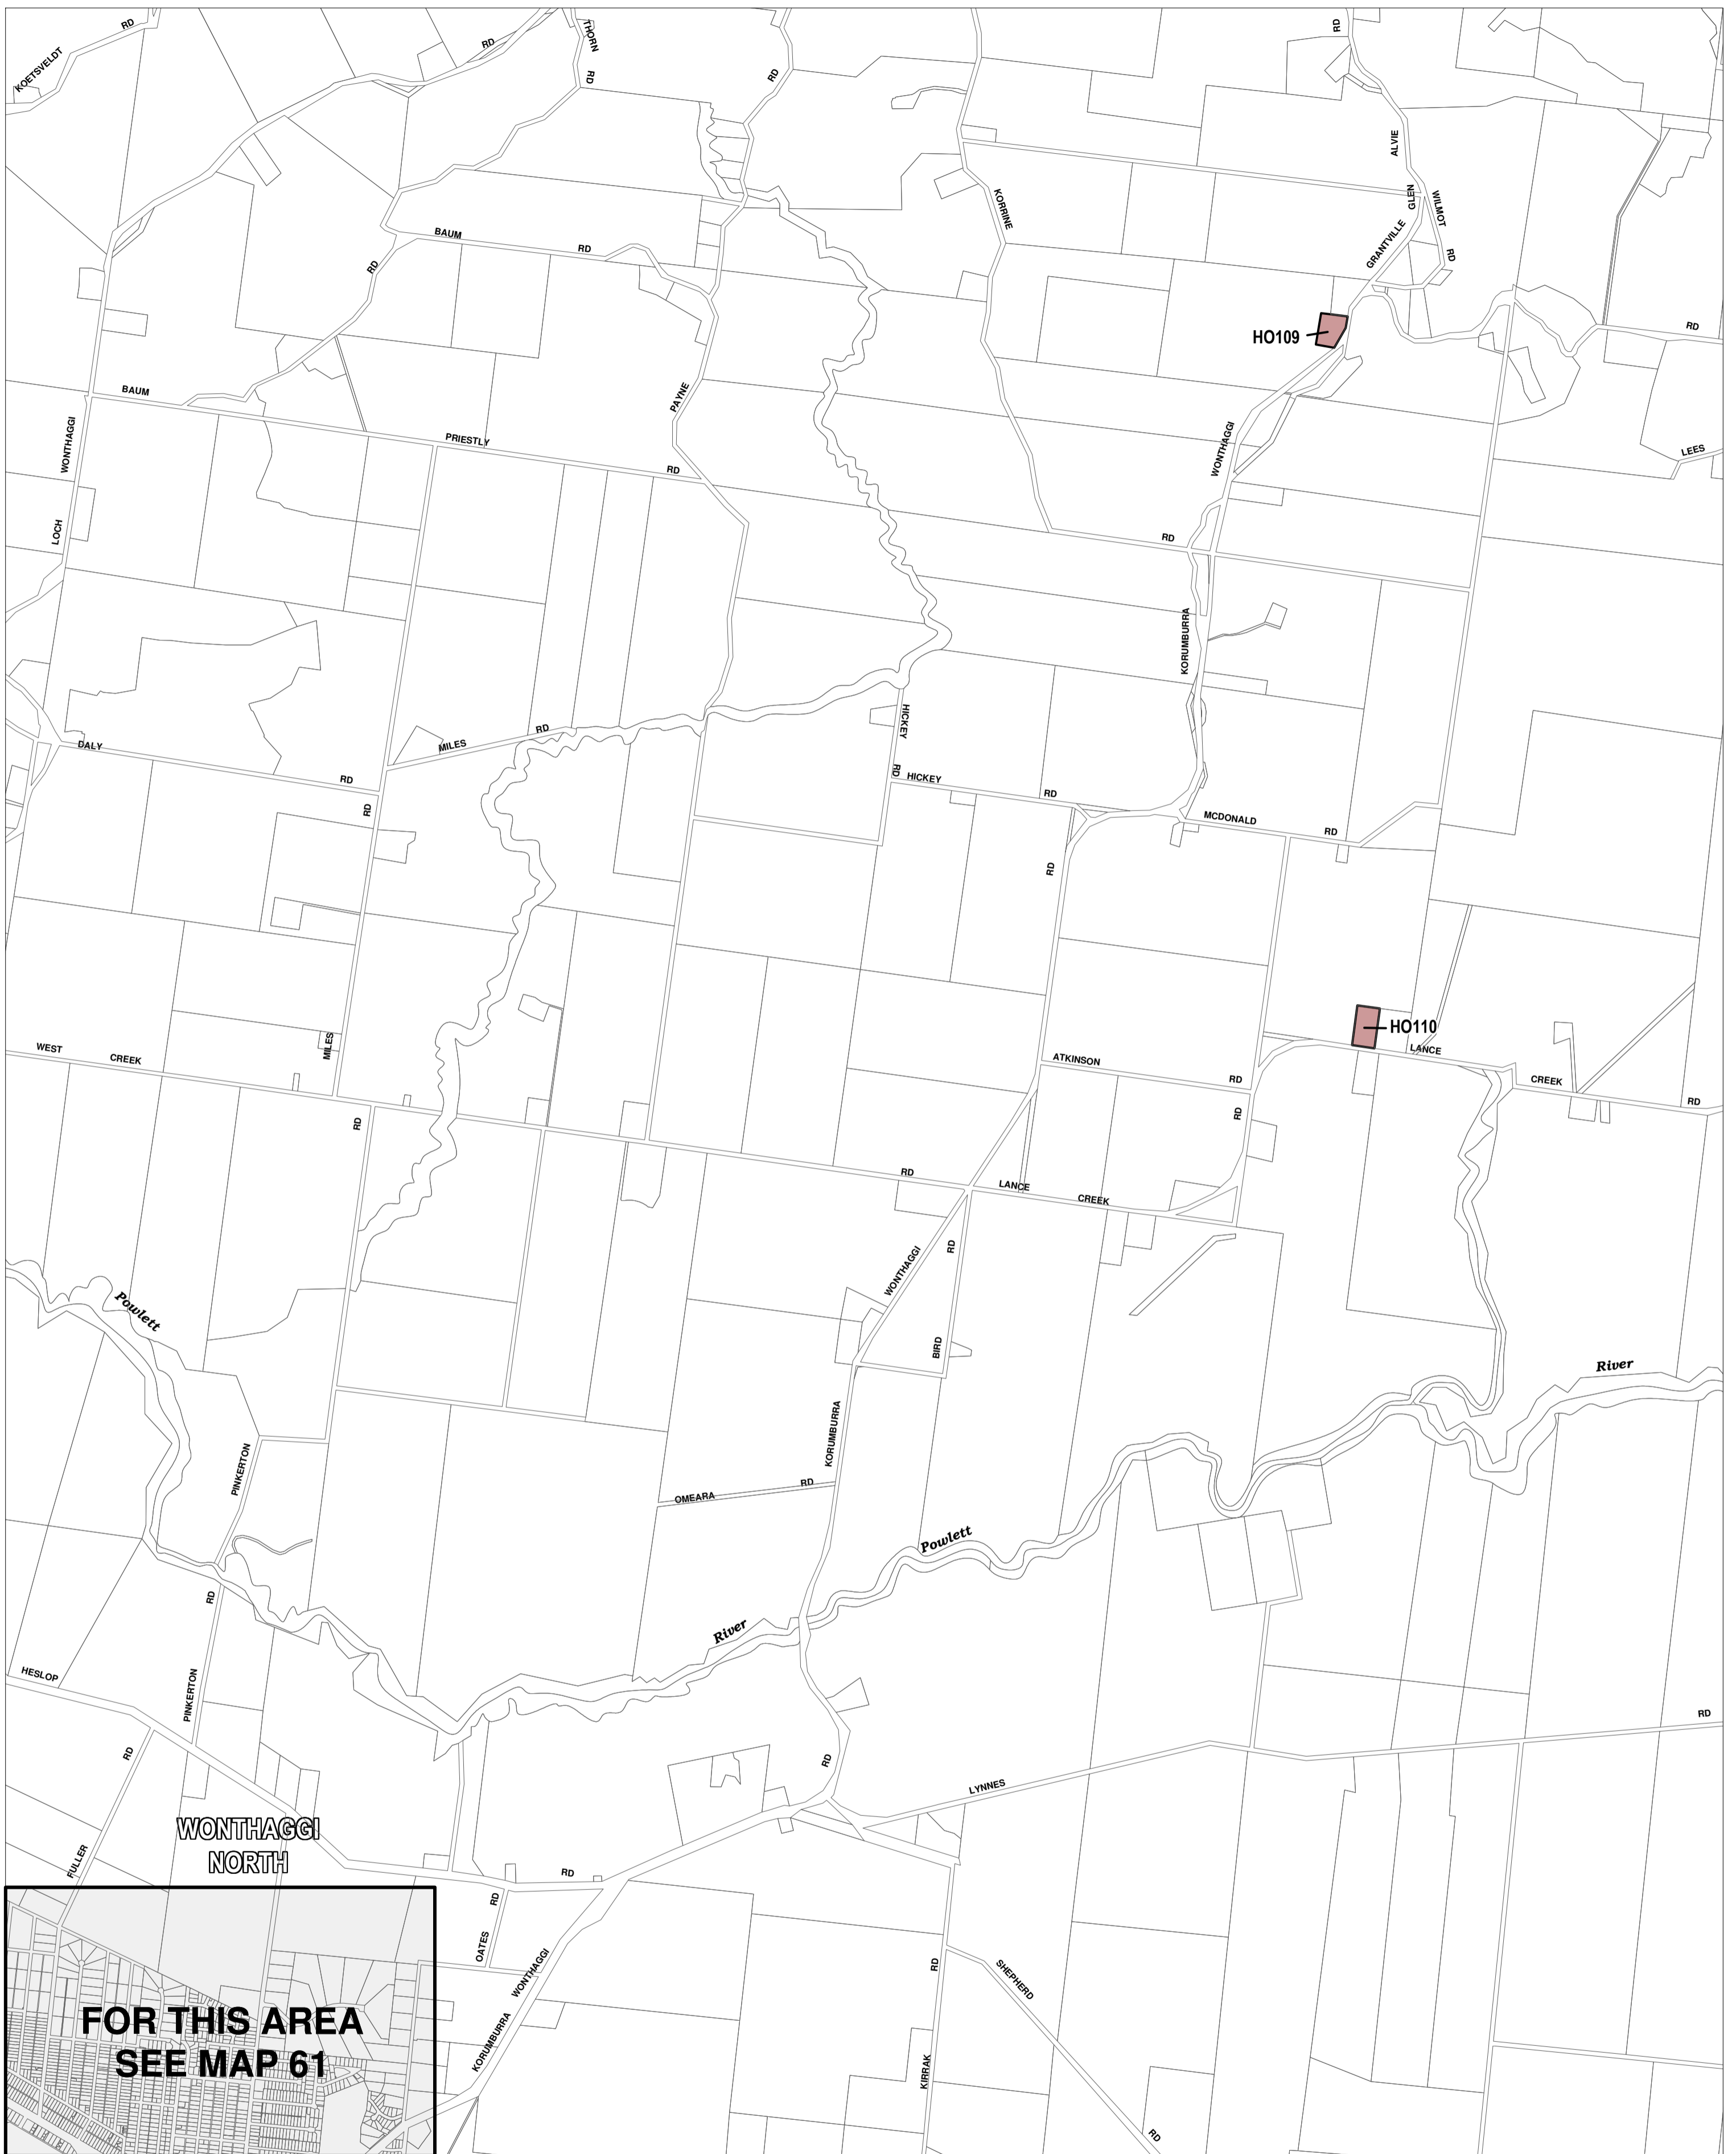 RD
KOETSVELDT
RD
THORN
RD
RD
RD
ALVIE
GLEN
WILMOT
RD
GRANTVILLE
KORRINE
BAUM
RD
RD
HO109
RD
BAUM
PAYNE
WONTHAGGI
LOCH
PRIESTLY
RD
WONTHAGGI
LEES
RD
KORUMBURRA
HICKEY
RD
MILES
RD
DALY
RD
RD
HICKEY
RD
MCDONALD
RD
RD
HO110
LANCE
CREEK
RD
WEST
CREEK
MILES
ATKINSON
RD
RD
RD
RD
LANCE
CREEK
WONTHAGGI
RD
BIRD
Powlett
River
KORUMBURRA
PINKERTON
OMEARA
RD
Powlett
RD
River
HESLOP
PINKERTON
RD
RD
RD
LYNNES
WONTHAGGI
NORTH
FULLER
RD
RD
OATES
WONTHAGGI
KORUMBURRA
RD
SHEPHERD
KIRRAK
RD
FOR THIS AREA
SEE MAP 61